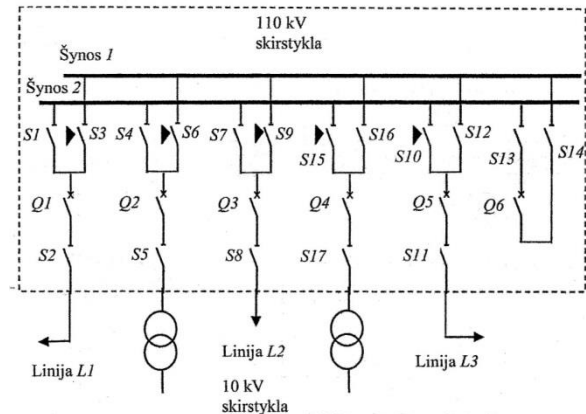 110 kV
skirstykla
Šynos 1
Šynos 2
S1 S3 S4 S6 S7 S9 S15 S16 S10 S12 S13 S14
Q1 Q2 Q3 Q4 Q5 Q6
S2 S5 S8 S17 S11
Linija L1
Linija L2
Linija L3
10 kV
skirstykla